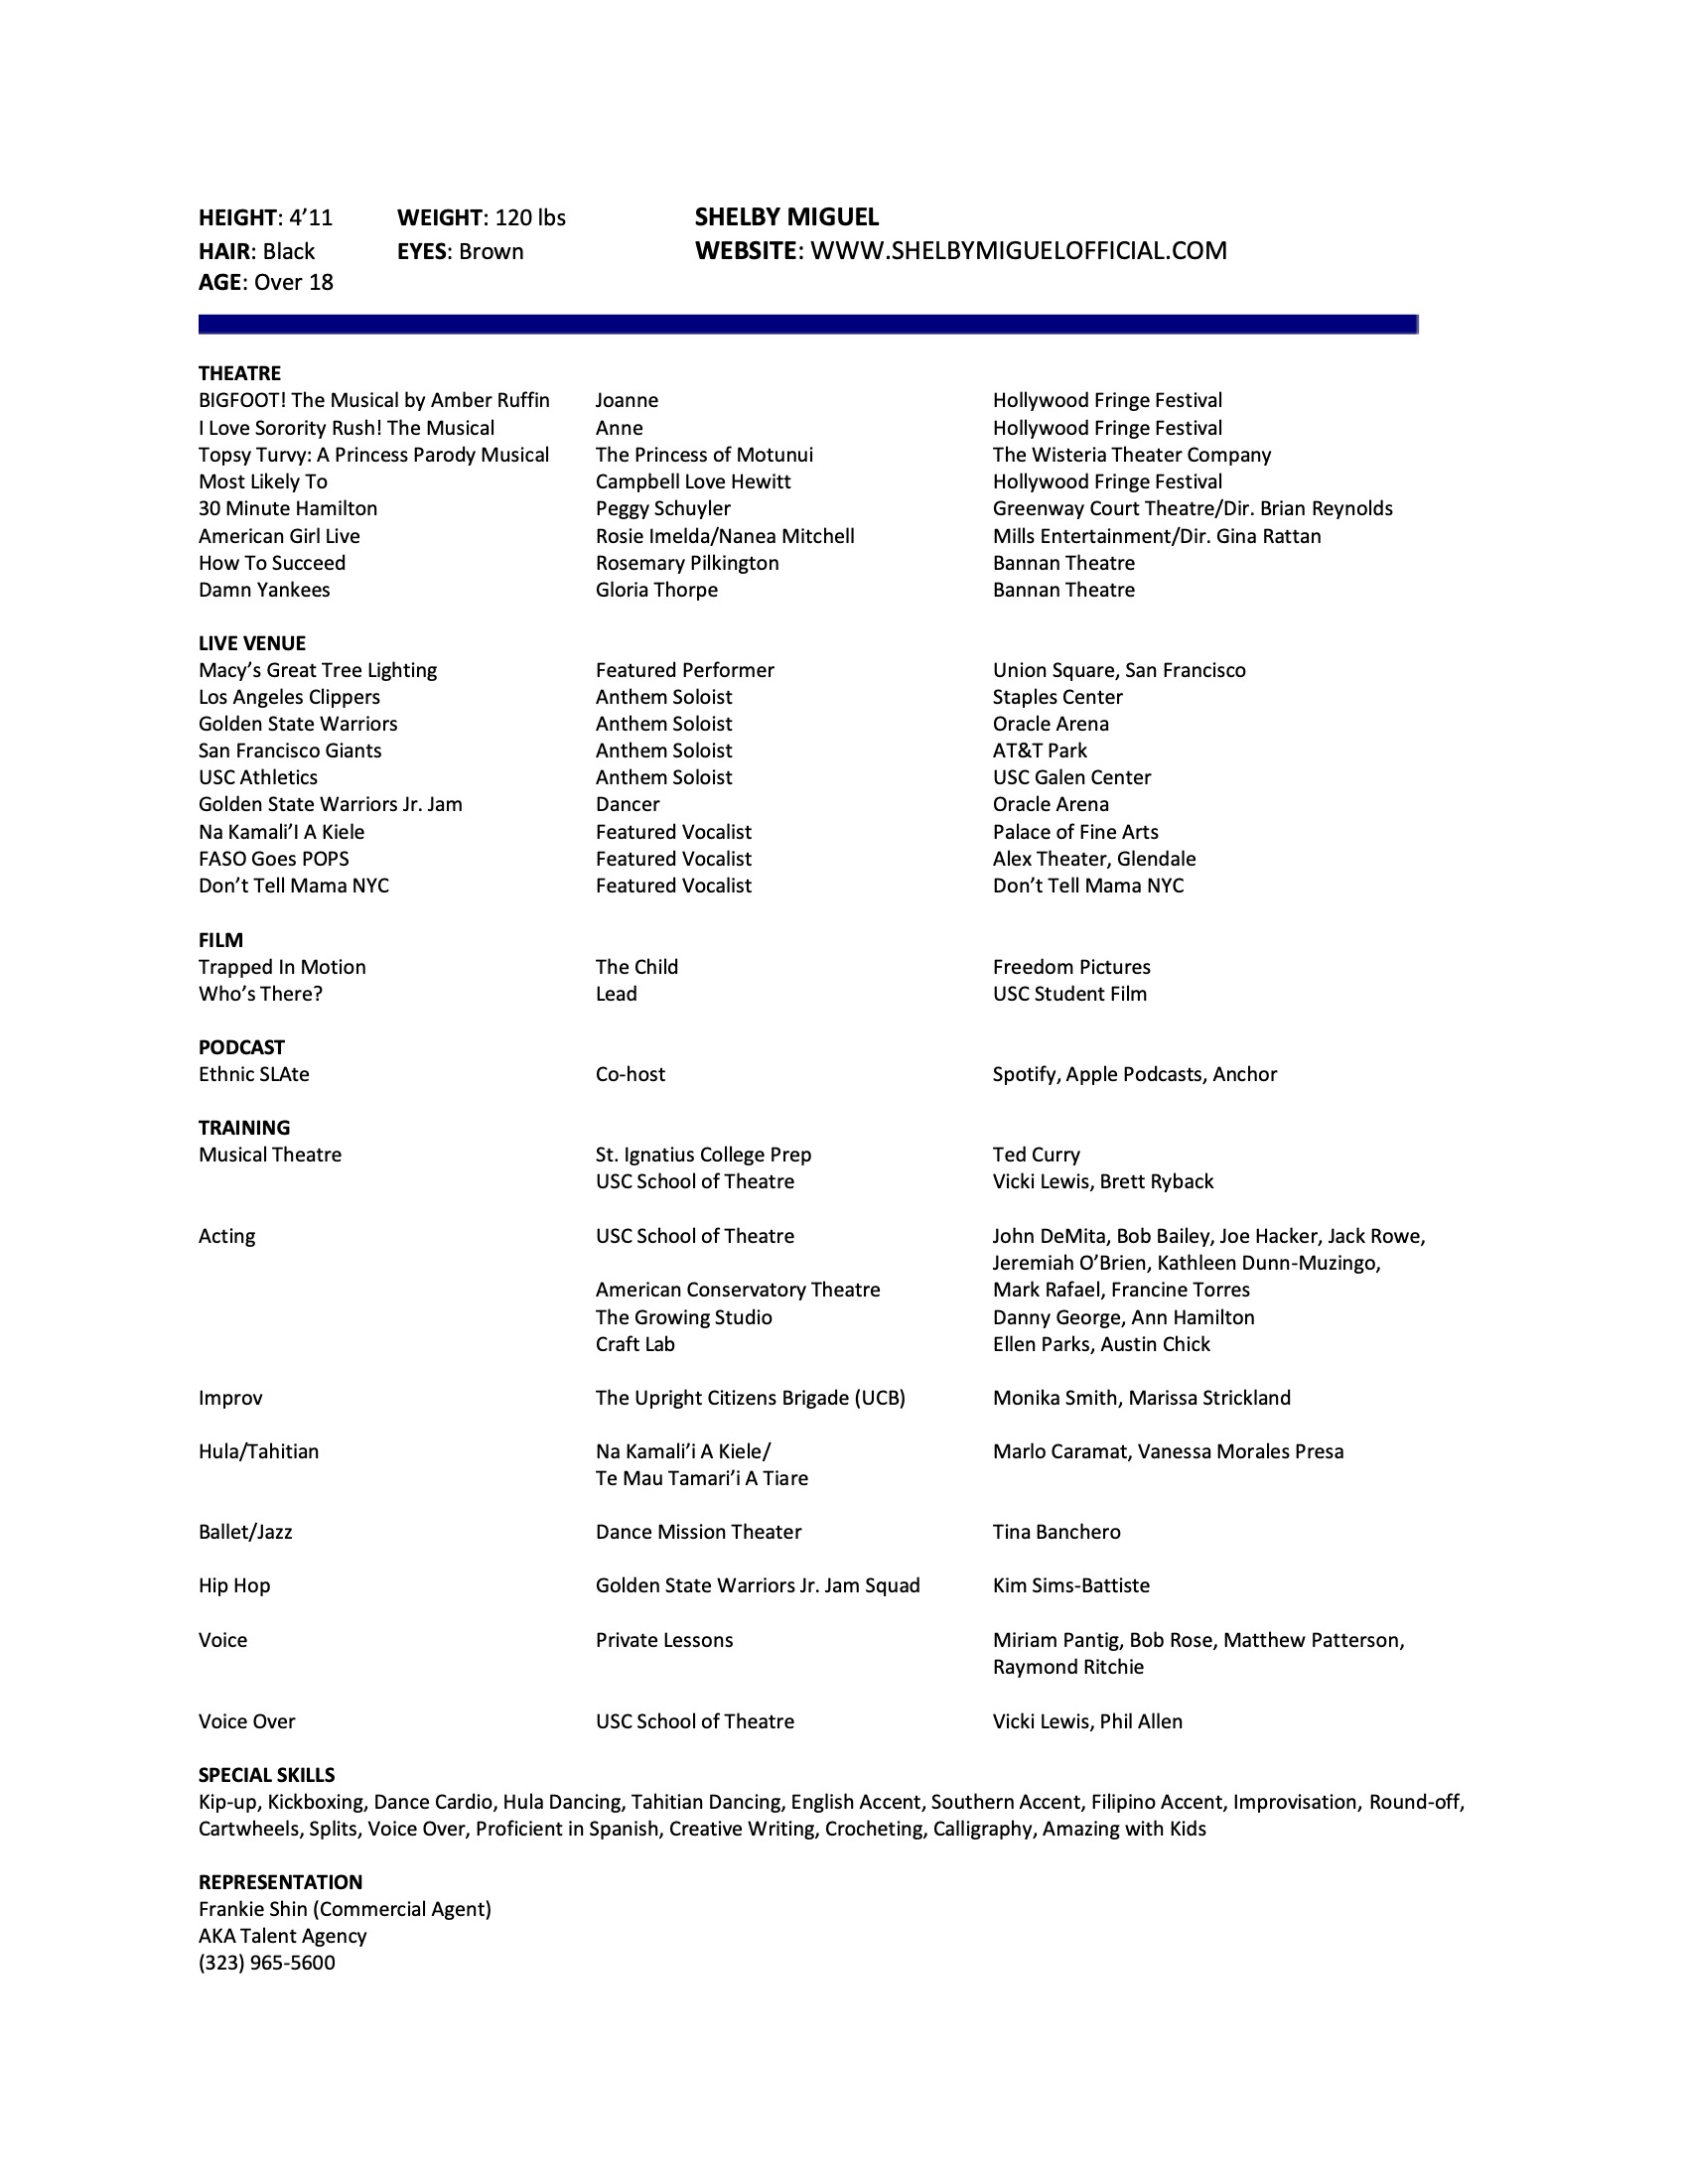 HEIGHT: 4’11 WEIGHT: 120 lbs SHELBY MIGUEL
HAIR: Black EYES: Brown WEBSITE: WWW.SHELBYMIGUELOFFICIAL.COM
AGE: Over 18
THEATRE
BIGFOOT! The Musical by Amber Ruffin Joanne Hollywood Fringe Festival
I Love Sorority Rush! The Musical Anne Hollywood Fringe Festival
Topsy Turvy: A Princess Parody Musical The Princess of Motunui The Wisteria Theater Company
Most Likely To Campbell Love Hewitt Hollywood Fringe Festival
30 Minute Hamilton Peggy Schuyler Greenway Court Theatre/Dir. Brian Reynolds
American Girl Live Rosie Imelda/Nanea Mitchell Mills Entertainment/Dir. Gina Rattan
How To Succeed Rosemary Pilkington Bannan Theatre
Damn Yankees Gloria Thorpe Bannan Theatre
LIVE VENUE
Macy’s Great Tree Lighting Featured Performer Union Square, San Francisco
Los Angeles Clippers Anthem Soloist Staples Center
Golden State Warriors Anthem Soloist Oracle Arena
San Francisco Giants Anthem Soloist AT&T Park
USC Athletics Anthem Soloist USC Galen Center
Golden State Warriors Jr. Jam Dancer Oracle Arena
Na Kamali’I A Kiele Featured Vocalist Palace of Fine Arts
FASO Goes POPS Featured Vocalist Alex Theater, Glendale
Don’t Tell Mama NYC Featured Vocalist Don’t Tell Mama NYC
FILM
Trapped In Motion The Child Freedom Pictures
Who’s There? Lead USC Student Film
PODCAST
Ethnic SLAte Co-host Spotify, Apple Podcasts, Anchor
TRAINING
Musical Theatre St. Ignatius College Prep Ted Curry
USC School of Theatre Vicki Lewis, Brett Ryback
Acting USC School of Theatre John DeMita, Bob Bailey, Joe Hacker, Jack Rowe,
Jeremiah O’Brien, Kathleen Dunn-Muzingo,
American Conservatory Theatre Mark Rafael, Francine Torres
The Growing Studio Danny George, Ann Hamilton
Craft Lab Ellen Parks, Austin Chick
Improv The Upright Citizens Brigade (UCB) Monika Smith, Marissa Strickland
Hula/Tahitian Na Kamali’i A Kiele/ Marlo Caramat, Vanessa Morales Presa
Te Mau Tamari’i A Tiare
Ballet/Jazz Dance Mission Theater Tina Banchero
Hip Hop Golden State Warriors Jr. Jam Squad Kim Sims-Battiste
Voice Private Lessons Miriam Pantig, Bob Rose, Matthew Patterson,
Raymond Ritchie
Voice Over USC School of Theatre Vicki Lewis, Phil Allen
SPECIAL SKILLS
Kip-up, Kickboxing, Dance Cardio, Hula Dancing, Tahitian Dancing, English Accent, Southern Accent, Filipino Accent, Improvisation, Round-off,
Cartwheels, Splits, Voice Over, Proficient in Spanish, Creative Writing, Crocheting, Calligraphy, Amazing with Kids
REPRESENTATION
Frankie Shin (Commercial Agent)
AKA Talent Agency
(323) 965-5600